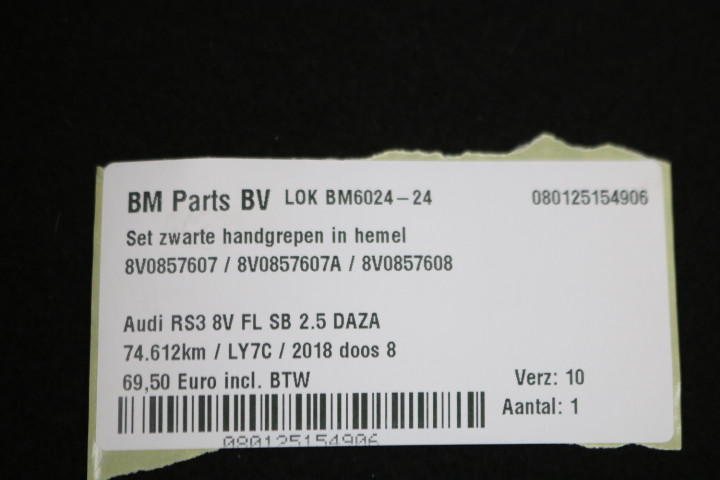 BM Parts BV LOK BM6024-24 080125154906
Set zwarte handgrepen in hemel
8V0857607 / 8V0857607A / 8V0857608
Audi RS3 8V FL SB 2.5 DAZA
74.612km / LY7C / 2018 doos 8
69,50 Euro incl. BTW Verz: 10
Aantal: 1
080125154906